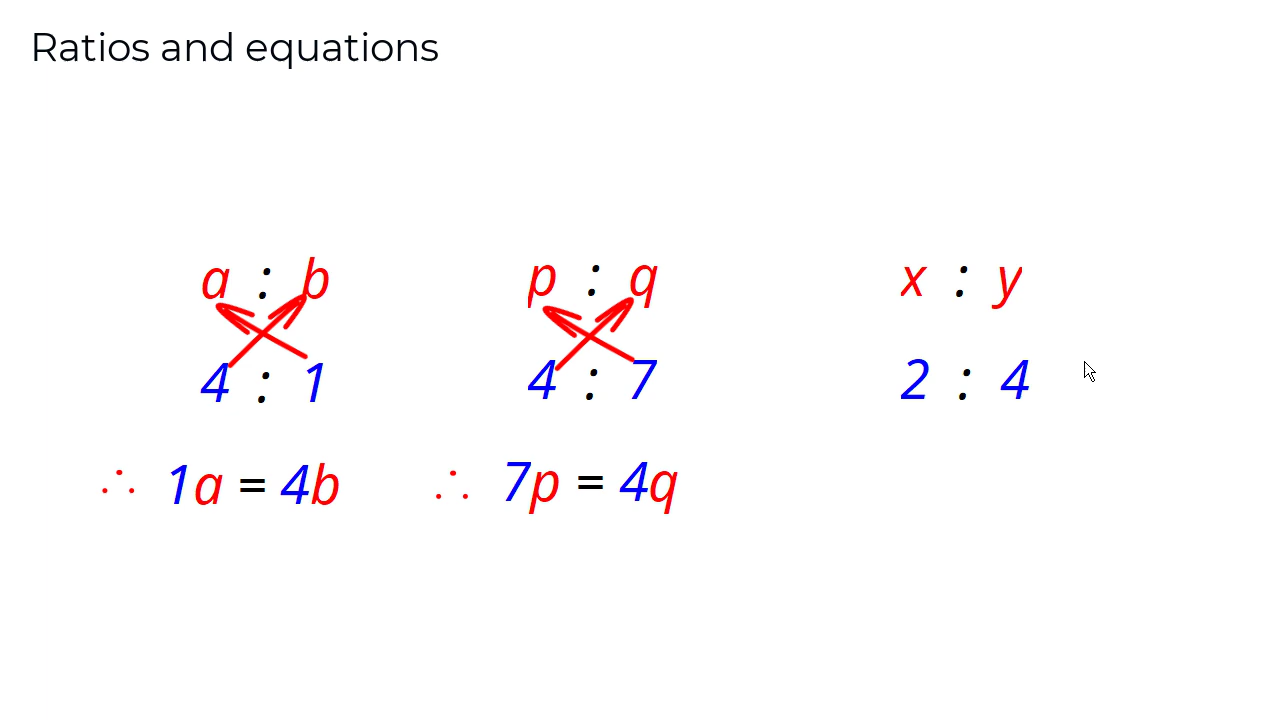 Ratios and equations
a : b p : q x : y
4 : 1 4 : 7 2 : 4
∴ 1a = 4b ∴ 7p = 4q